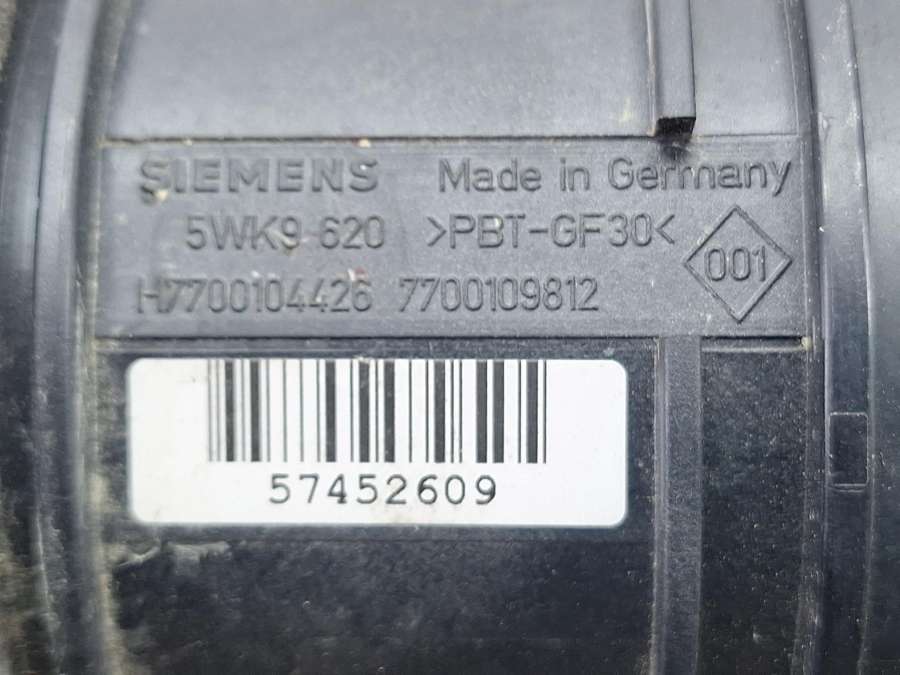 SIEMENS Made in Germany
5WK9 620 >PBT-GF30<
001
H7700104426 7700109812
57452609